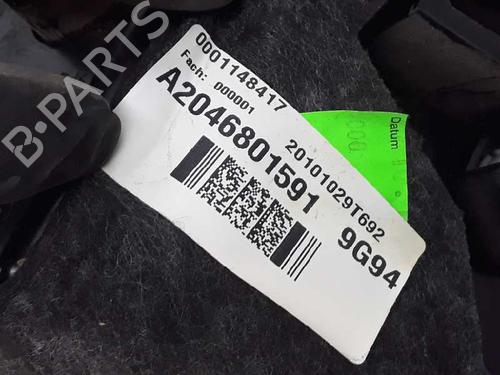 0001148417
Fach: 000001
A2046801591
20101029T692
9G94
Datum
B-PARTS